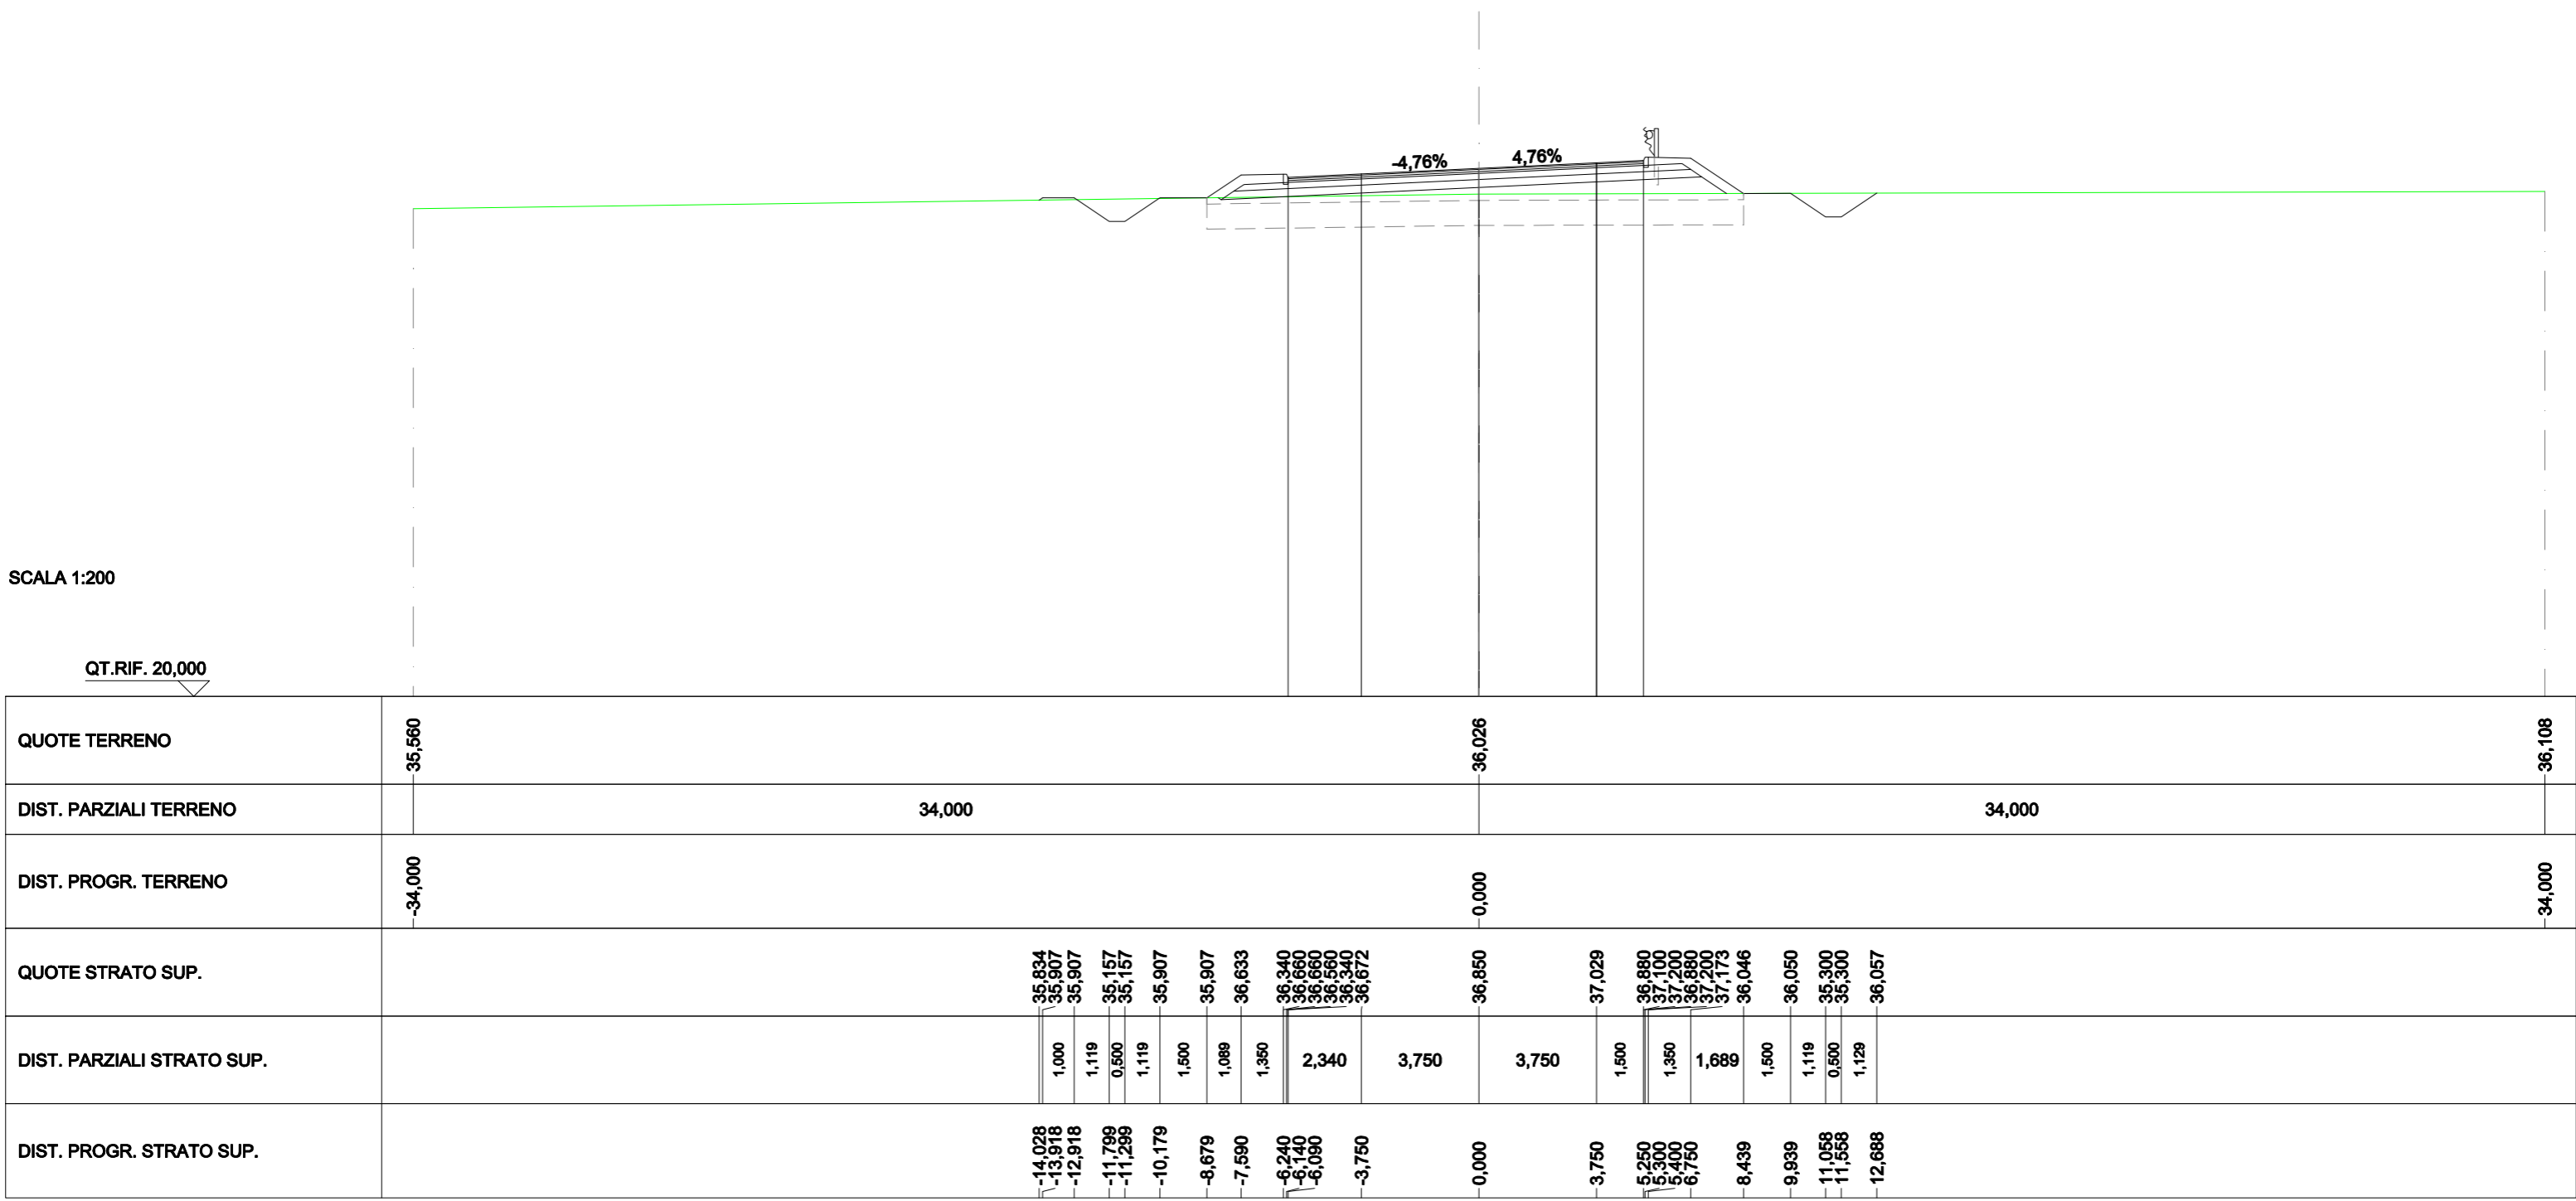 -4,76% 4,76%
SCALA 1:200
QT.RIF. 20,000
QUOTE TERRENO 35,560 36,026 36,108
DIST. PARZIALI TERRENO 34,000 34,000
DIST. PROGR. TERRENO -34,000 0,000 34,000
QUOTE STRATO SUP. 35,834 35,907 35,907 35,157 35,157 35,907 35,907 36,633 36,340 36,660 36,660 36,560 36,340 36,672 36,850 37,029 36,880 37,100 37,200 36,880 37,200 37,173 36,046 36,050 35,300 35,300 36,057
DIST. PARZIALI STRATO SUP. 1,000 1,119 0,500 1,119 1,500 1,089 1,350 2,340 3,750 3,750 1,500 1,350 1,689 1,500 1,119 0,500 1,129
DIST. PROGR. STRATO SUP. -14,028 -13,918 -12,918 -11,799 -11,299 -10,179 -8,679 -7,590 -6,240 -6,140 -6,090 -3,750 0,000 3,750 5,250 5,300 5,400 6,750 8,439 9,939 11,058 11,558 12,688